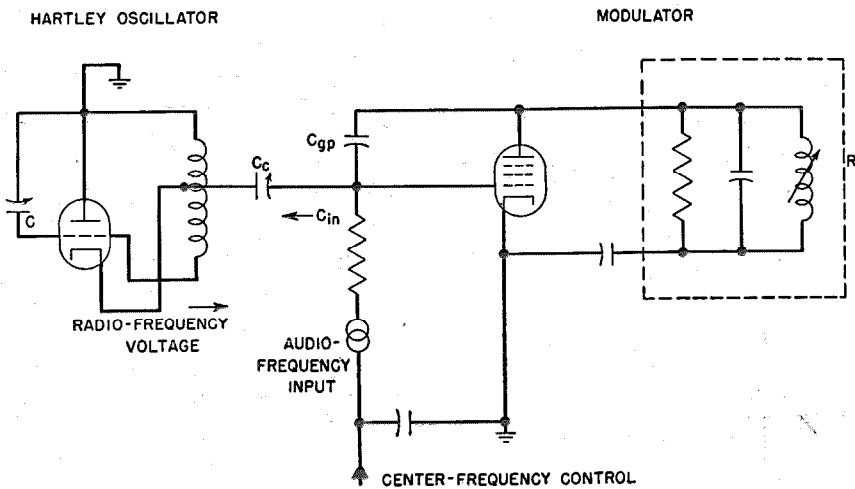 HARTLEY OSCILLATOR
MODULATOR
Cgp
Cc
R
C
Cin
RADIO-FREQUENCY
VOLTAGE
AUDIO-
FREQUENCY
INPUT
CENTER-FREQUENCY CONTROL